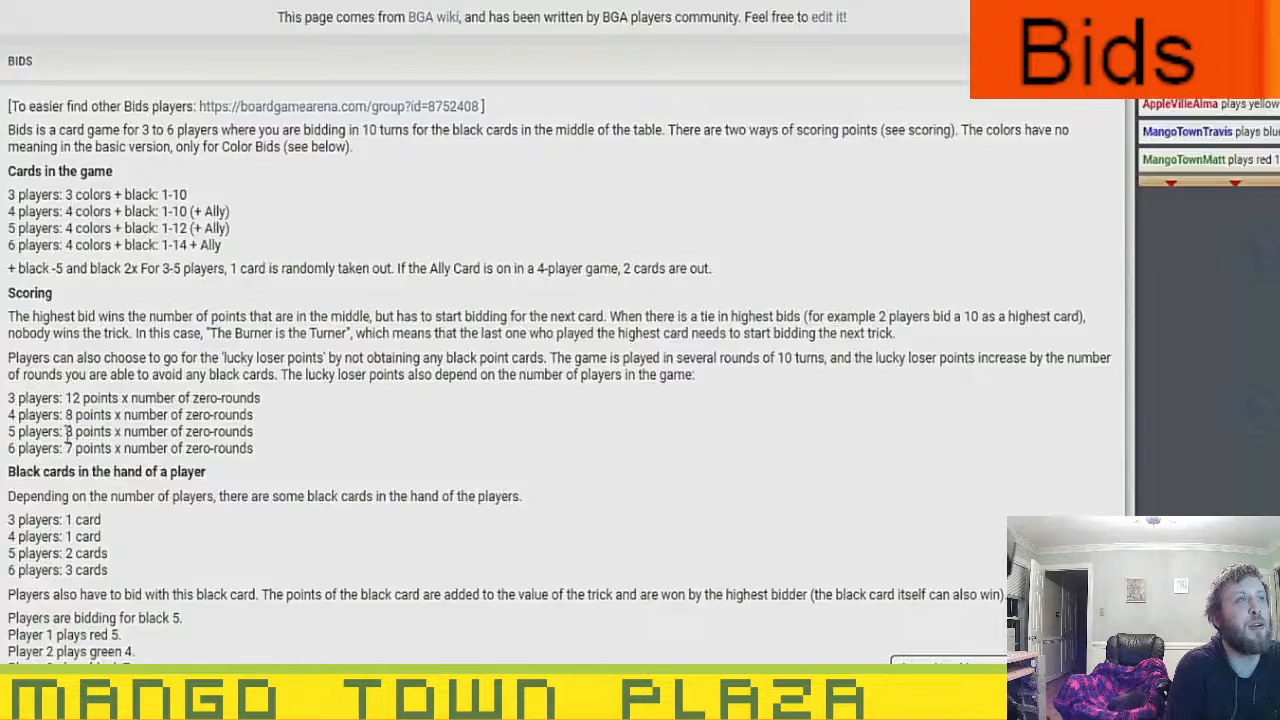 This page comes from BGA wiki, and has been written by BGA players community. Feel free to edit it!
Bids
BIDS
[To easier find other Bids players: https://boardgamearena.com/group?id=8752408 ]
AppleVilleAlma plays yellow
Bids is a card game for 3 to 6 players where you are bidding in 10 turns for the black cards in the middle of the table. There are two ways of scoring points (see scoring). The colors have no
MangoTownTravis plays blu
meaning in the basic version, only for Color Bids (see below).
MangoTownMatt plays red 1
Cards in the game
3 players: 3 colors + black: 1-10
4 players: 4 colors + black: 1-10 (+ Ally)
5 players: 4 colors + black: 1-12 (+ Ally)
6 players: 4 colors + black: 1-14 + Ally
+ black -5 and black 2x For 3-5 players, 1 card is randomly taken out. If the Ally Card is on in a 4-player game, 2 cards are out.
Scoring
The highest bid wins the number of points that are in the middle, but has to start bidding for the next card. When there is a tie in highest bids (for example 2 players bid a 10 as a highest card),
nobody wins the trick. In this case, "The Burner is the Turner", which means that the last one who played the highest card needs to start bidding the next trick.
Players can also choose to go for the 'lucky loser points' by not obtaining any black point cards. The game is played in several rounds of 10 turns, and the lucky loser points increase by the number
of rounds you are able to avoid any black cards. The lucky loser points also depend on the number of players in the game:
3 players: 12 points x number of zero-rounds
4 players: 8 points x number of zero-rounds
5 players: 8 points x number of zero-rounds
6 players: 7 points x number of zero-rounds
Black cards in the hand of a player
Depending on the number of players, there are some black cards in the hand of the players.
3 players: 1 card
4 players: 1 card
5 players: 2 cards
6 players: 3 cards
Players also have to bid with this black card. The points of the black card are added to the value of the trick and are won by the highest bidder (the black card itself can also win)
Players are bidding for black 5.
Player 1 plays red 5.
Player 2 plays green 4.
MANGO TOWN PLAZA